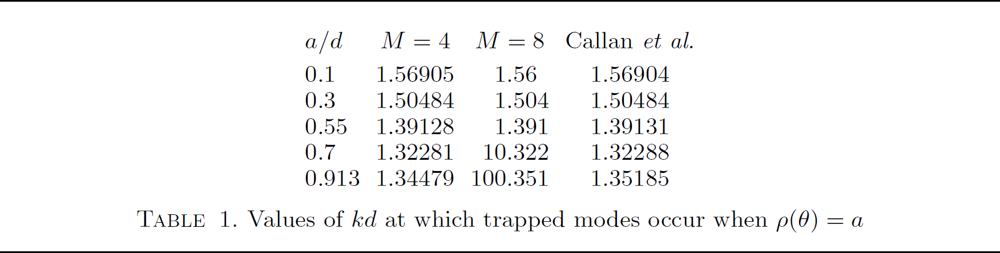 a/d M = 4 M = 8 Callan et al.
0.1 1.56905 1.56 1.56904
0.3 1.50484 1.504 1.50484
0.55 1.39128 1.391 1.39131
0.7 1.32281 10.322 1.32288
0.913 1.34479 100.351 1.35185
TABLE 1. Values of kd at which trapped modes occur when ρ(θ) = a